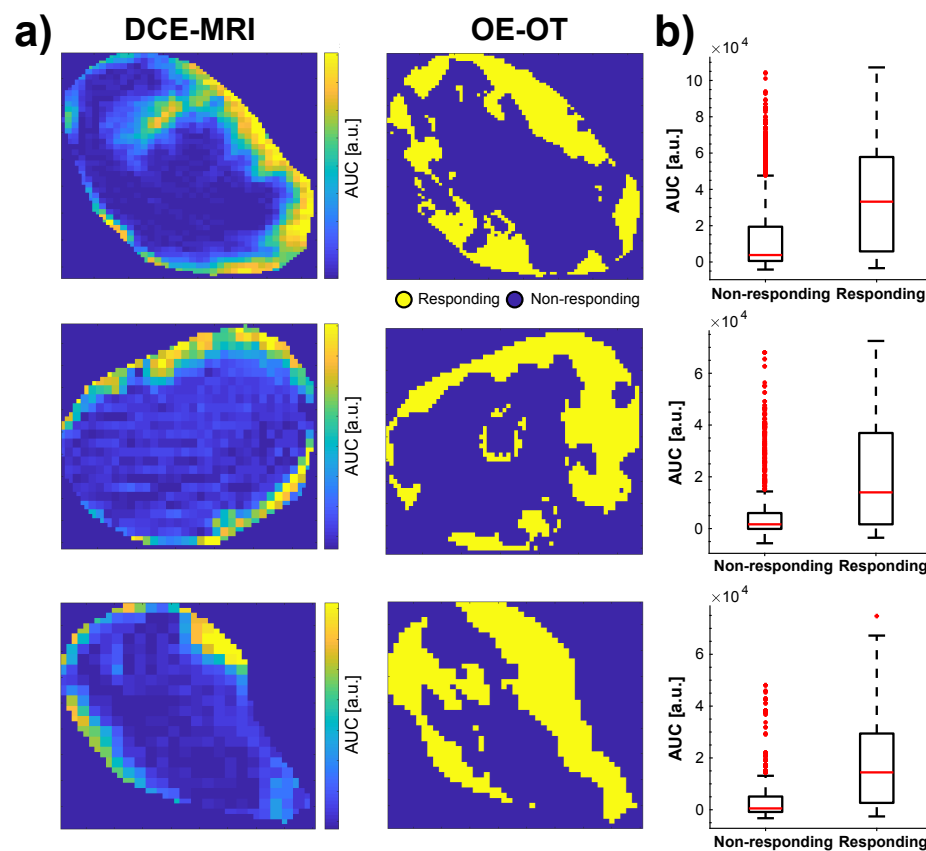 a) DCE-MRI OE-OT b)
AUC [a.u.]
Responding Non-responding
AUC [a.u.]
AUC [a.u.]
×10⁴
10
8
6
4
2
0
AUC [a.u.]
Non-responding Responding
×10⁴
6
4
2
0
AUC [a.u.]
Non-responding Responding
×10⁴
6
4
2
0
AUC [a.u.]
Non-responding Responding